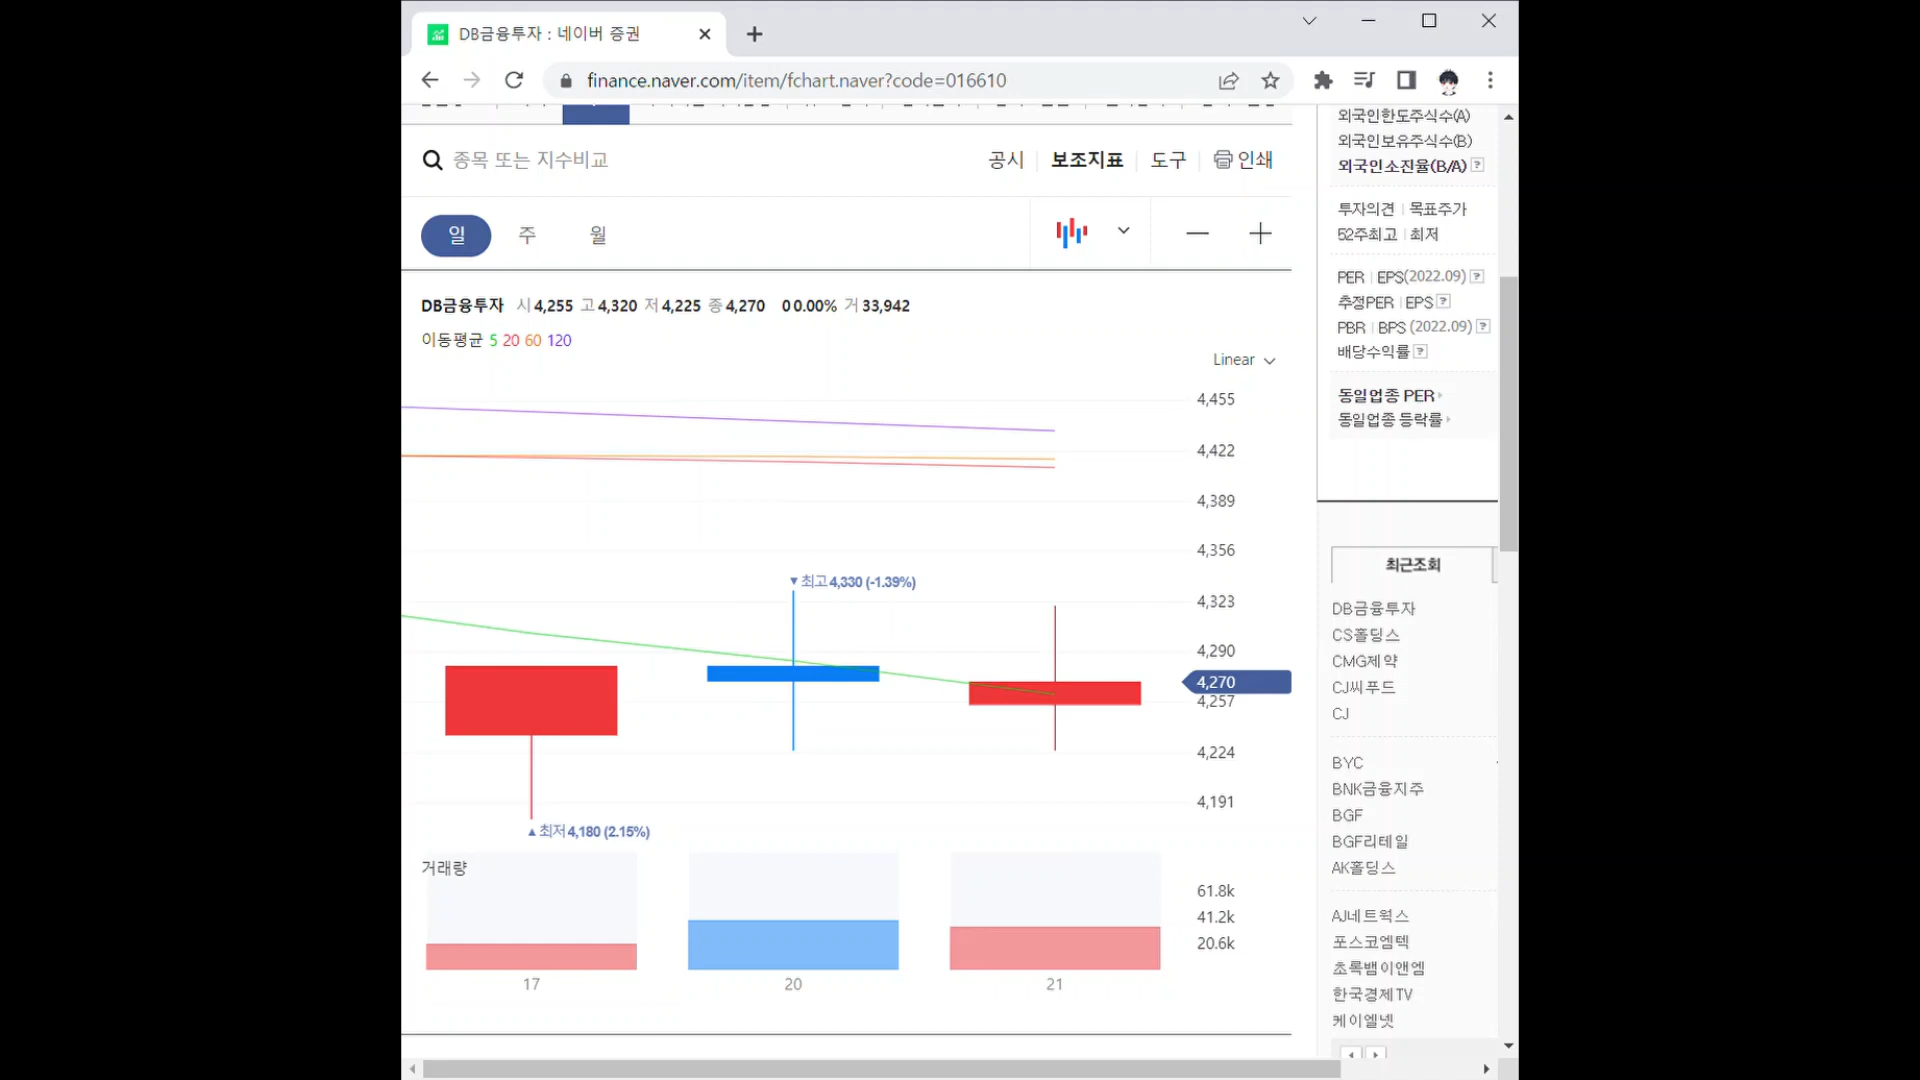 DB금융투자 : 네이버 증권
finance.naver.com/item/fchart.naver?code=016610
종목 또는 지수비교
공시
보조지표
도구
인쇄
일
주
월
DB금융투자 시 4,255 고 4,320 저 4,225 종 4,270 0 0.00% 거 33,942
이동평균 5 20 60 120
Linear
4,455
4,422
4,389
4,356
▼최고 4,330 (-1.39%)
4,323
4,290
4,270
4,257
4,224
4,191
▲최저 4,180 (2.15%)
거래량
61.8k
41.2k
20.6k
17
20
21
외국인한도주식수(A)
외국인보유주식수(B)
외국인소진율(B/A) ?
투자의견 | 목표주가
52주최고 | 최저
PER | EPS(2022.09) ?
추정PER | EPS ?
PBR | BPS (2022.09) ?
배당수익률 ?
동일업종 PER
동일업종 등락률
최근조회
DB금융투자
CS홀딩스
CMG제약
CJ씨푸드
CJ
BYC
BNK금융지주
BGF
BGF리테일
AK홀딩스
AJ네트웍스
포스코엠텍
초록뱀이앤엠
한국경제TV
케이엘넷